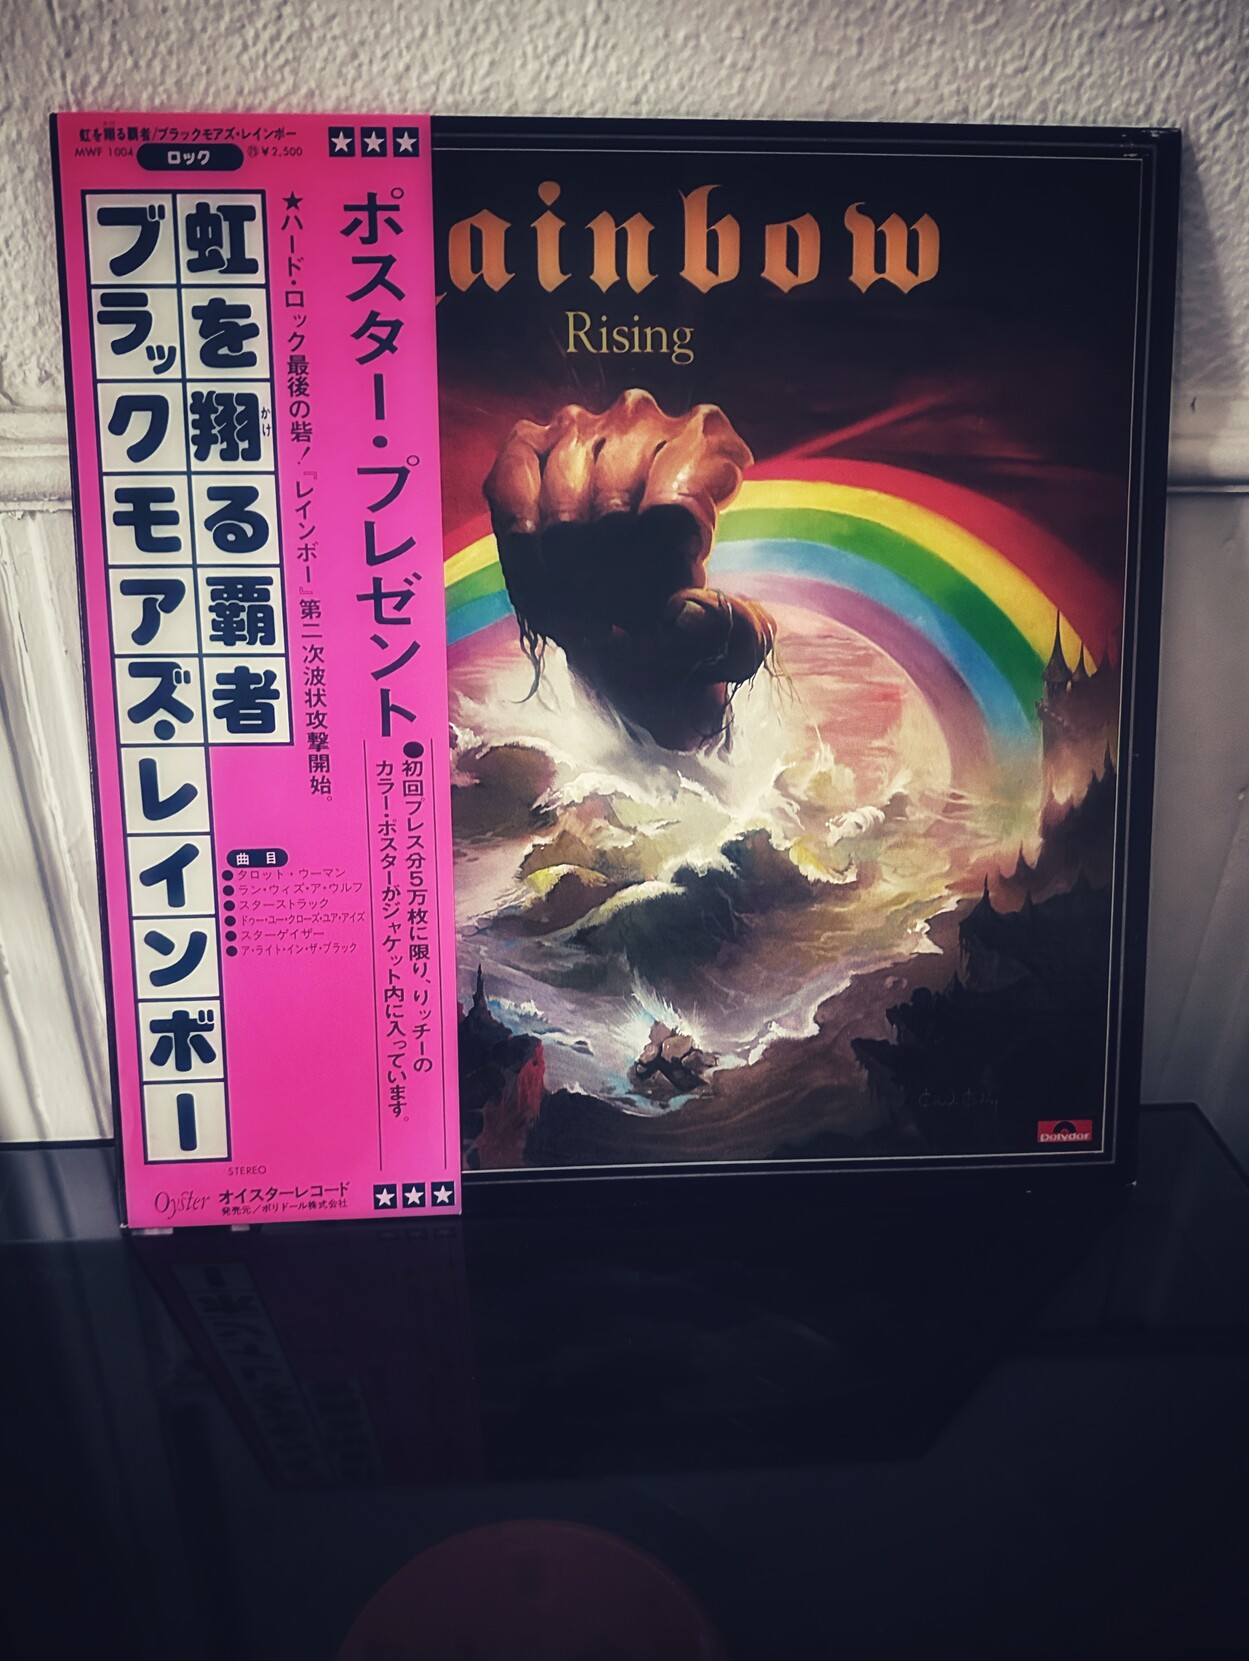 虹を翔る覇者/ブラックモアズ・レインボー
MWF 1004
ロック
¥2,500
ポスター・プレゼント
●初回プレス分5万枚に限り、リッチーの
カラー・ポスターがジャケット内に入っています。
★ハード・ロック最後の砦!『レインボー』第二次波状攻撃開始。
虹を翔る覇者
かけ
ブラックモアズ・レインボー
曲目
●タロット・ウーマン
●ラン・ウィズ・ア・ウルフ
●スターストラック
●ドゥー・ユー・クローズ・ユア・アイズ
●スターゲイザー
●ア・ライト・イン・ザ・ブラック
STEREO
Oyster オイスターレコード
発売元/ポリドール株式会社
ainbow
Rising
Polydor